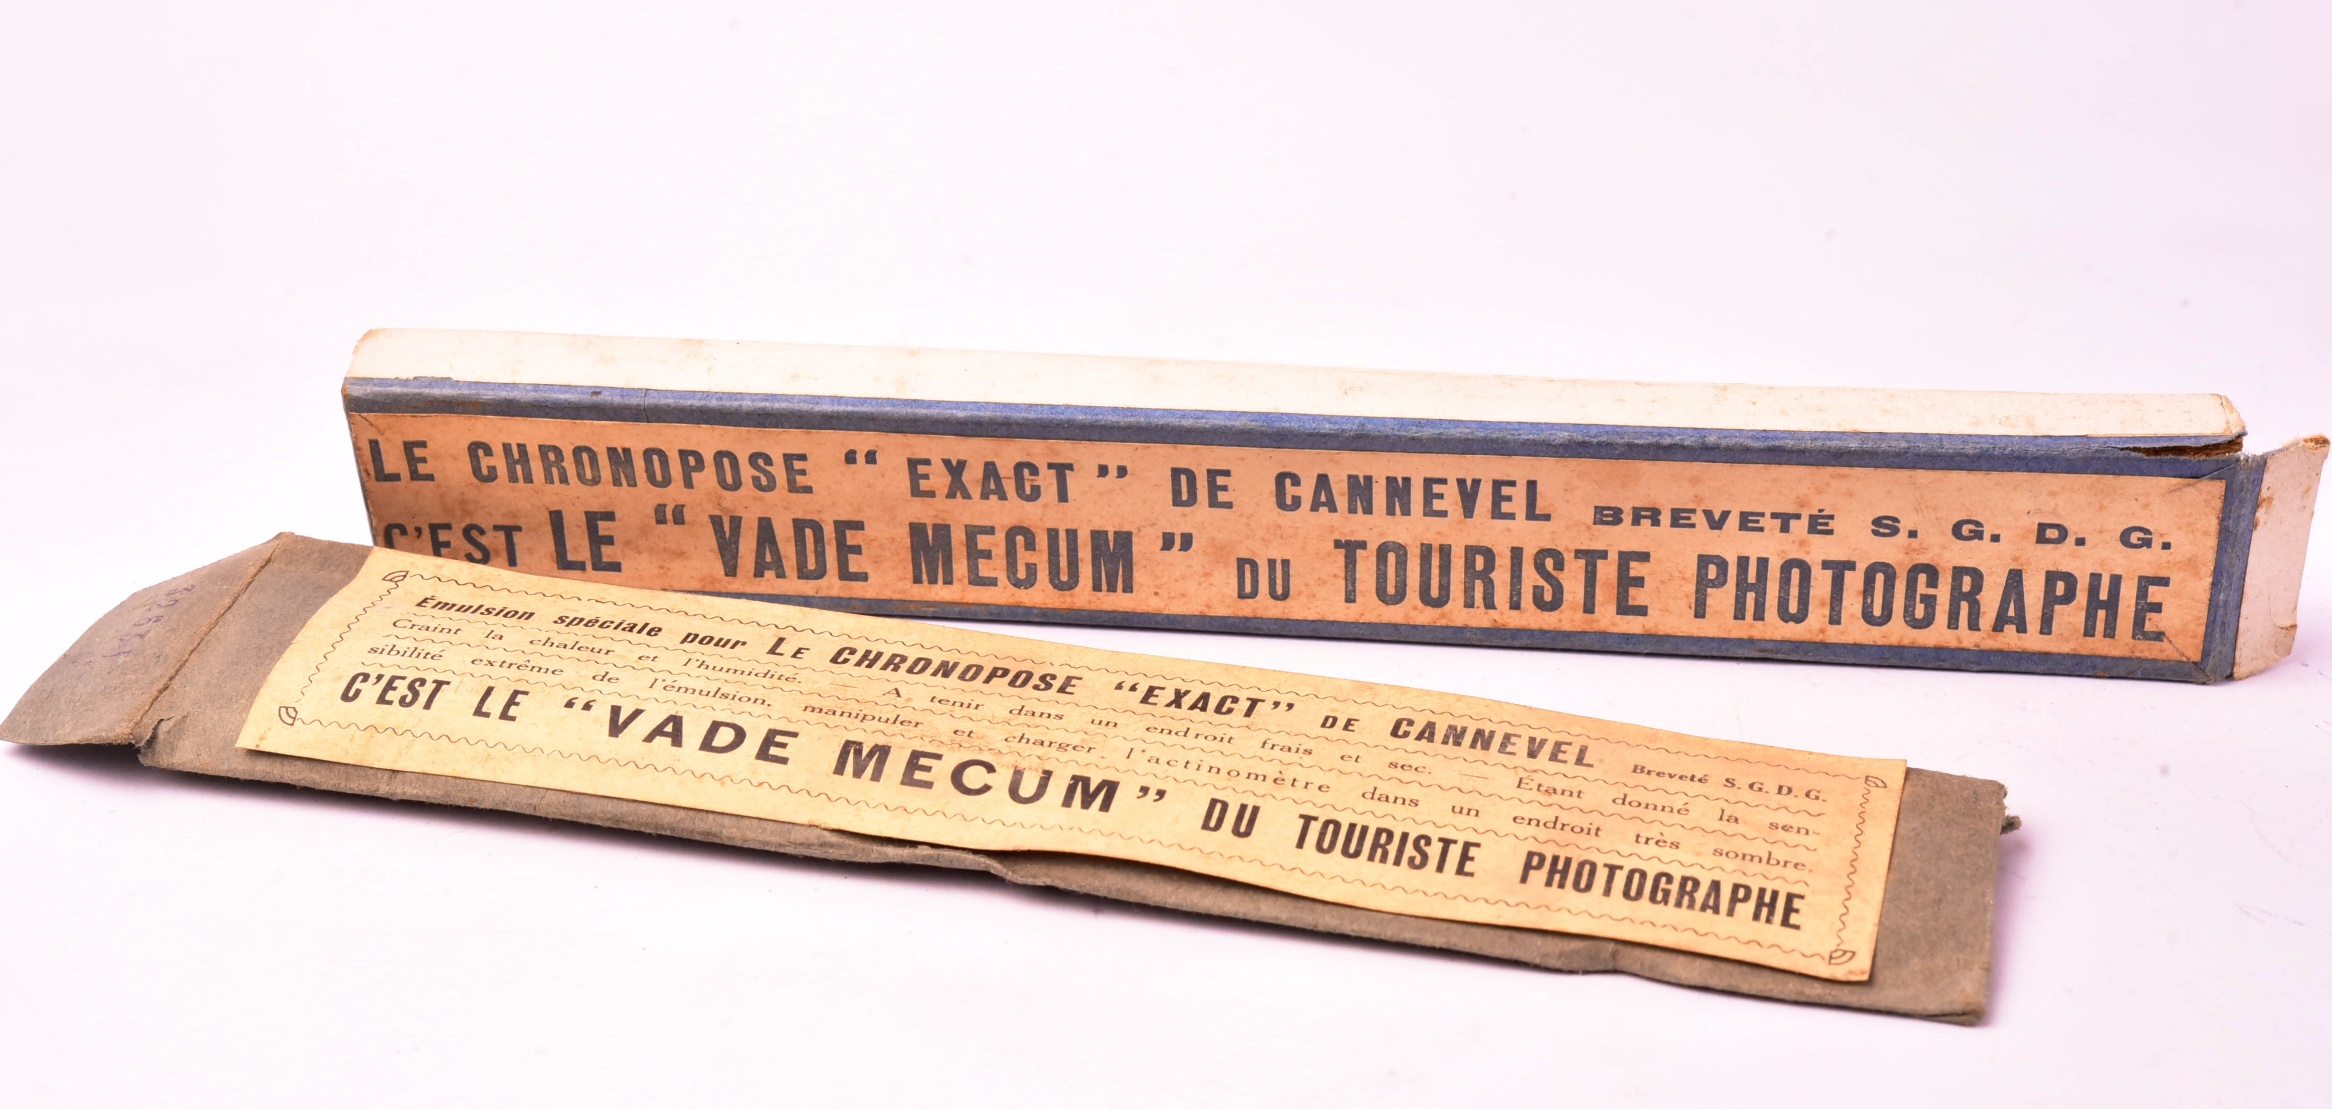 LE CHRONOPOSE “ EXACT ” DE CANNEVEL BREVETÉ S. G. D. G.
C’EST LE “ VADE MECUM ” DU TOURISTE PHOTOGRAPHE
Émulsion spéciale pour LE CHRONOPOSE “EXACT” DE CANNEVEL Breveté S. G. D. G.
Craint la chaleur et l’humidité. — A tenir dans un endroit frais et sec. — Étant donné la sen-
sibilité extrême de l’émulsion, manipuler et charger l’actinomètre dans un endroit très sombre.
C’EST LE “VADE MECUM” DU TOURISTE PHOTOGRAPHE